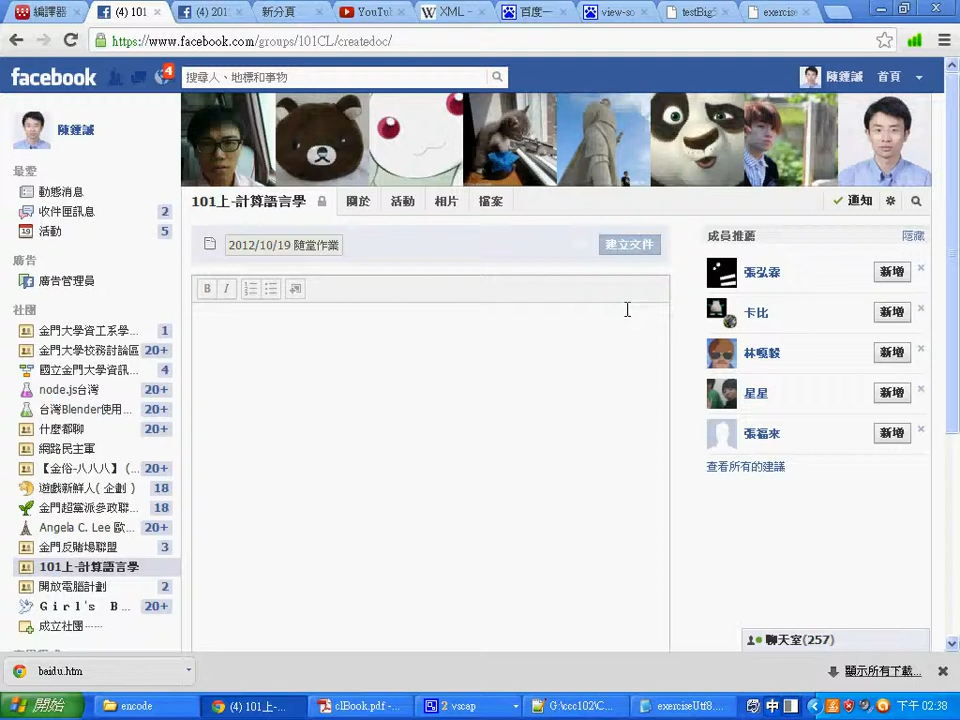 編譯器
(4) 101
(4) 201
新分頁
YouTub
XML -
百度一
view-so
testBig5
exercise
https://www.facebook.com/groups/101CL/createdoc/
facebook
4
搜尋人、地標和事物
陳鍾誠
首頁
陳鍾誠
最愛
動態消息
收件匣訊息 2
活動 5
廣告
廣告管理員
社團
金門大學資工系學... 1
金門大學校務討論區 20+
國立金門大學資訊... 4
node.js台灣 20+
台灣Blender使用... 20+
什麼都聊 20+
網路民主軍
【金俗-八八八】(... 20+
遊戲新鮮人(企劃) 18
金門超黨派參政聯... 18
Angela C. Lee 歐... 20+
金門反賭場聯盟 3
101上-計算語言學
開放電腦計劃 2
Girl's B... 20+
成立社團……
101上-計算語言學
關於
活動
相片
檔案
通知
2012/10/19 隨堂作業
建立文件
B I
成員推薦
隱藏
張弘霖 新增
卡比 新增
林嘎毅 新增
星星 新增
張福來 新增
查看所有的建議
聊天室(257)
baidu.htm
顯示所有下載...
開始
encode
(4) 101上-...
clBook.pdf -...
2 vscap
G:\ccc102\C...
exerciseUtf8...
中
下午 02:38